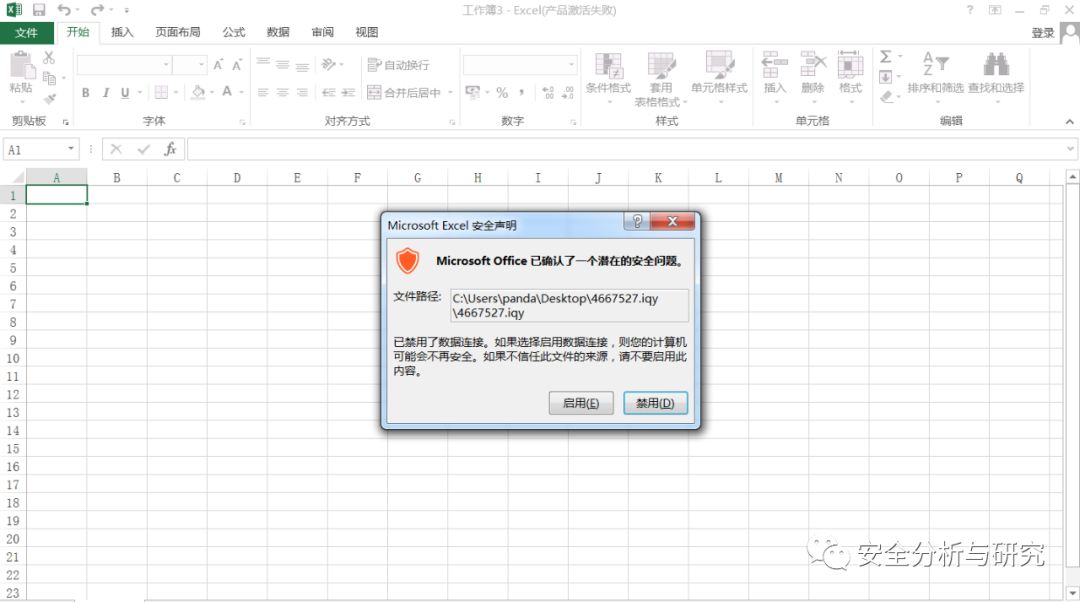 工作簿3 - Excel(产品激活失败)
文件 开始 插入 页面布局 公式 数据 审阅 视图 登录
自动换行
粘贴 B I U A 合并后居中 % 条件格式 套用 单元格样式 插入 删除 格式 排序和筛选 查找和选择
表格格式
剪贴板 字体 对齐方式 数字 样式 单元格 编辑
A1 fx
A B C D E F G H I J K L M N O P Q
1
2
3
4
5
6
7
8
9
10
11
12
13
14
15
16
17
18
19
20
21
22
23
Microsoft Excel 安全声明
Microsoft Office 已确认了一个潜在的安全问题。
文件路径: C:\Users\panda\Desktop\4667527.iqy
\4667527.iqy
已禁用了数据连接。如果选择启用数据连接，则您的计算机
可能会不再安全。如果不信任此文件的来源，请不要启用此
内容。
启用(E) 禁用(D)
安全分析与研究